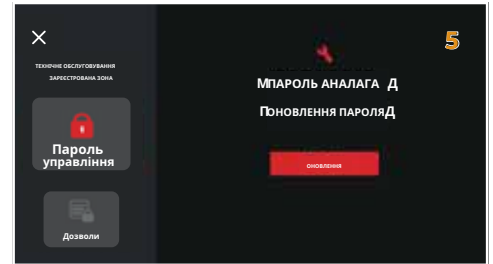 5
ТЕХНІЧНЕ ОБСЛУГОВУВАННЯ
ЗАРЕЄСТРОВАНА ЗОНА
Пароль
управління
Дозволи
МПАРОЛЬ АНАЛАГА Д
ПОНОВЛЕННЯ ПАРОЛЯД
ОНОВЛЕННЯ